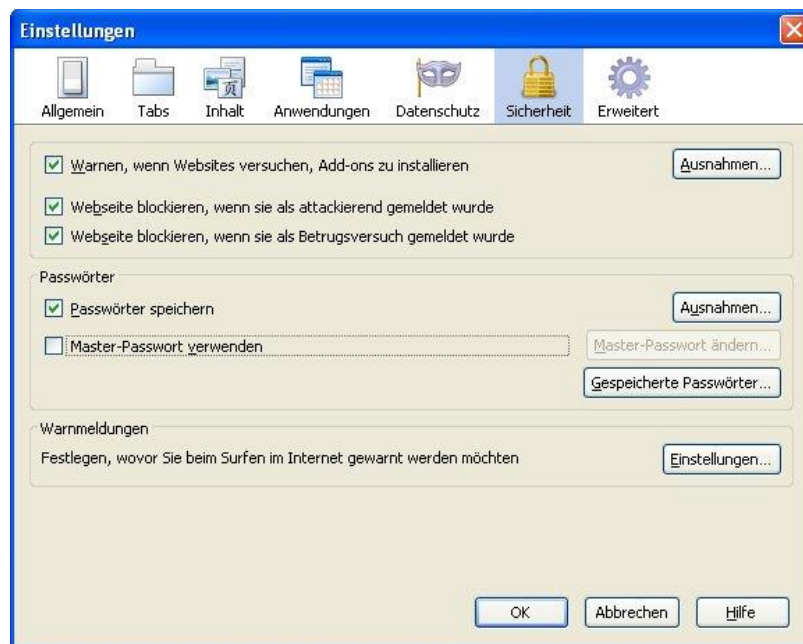 Einstellungen
Allgemein Tabs Inhalt Anwendungen Datenschutz Sicherheit Erweitert
Warnen, wenn Websites versuchen, Add-ons zu installieren Ausnahmen...
Webseite blockieren, wenn sie als attackierend gemeldet wurde
Webseite blockieren, wenn sie als Betrugsversuch gemeldet wurde
Passwörter
Passwörter speichern Ausnahmen...
Master-Passwort verwenden Master-Passwort ändern...
Gespeicherte Passwörter...
Warnmeldungen
Festlegen, wovor Sie beim Surfen im Internet gewarnt werden möchten Einstellungen...
OK Abbrechen Hilfe